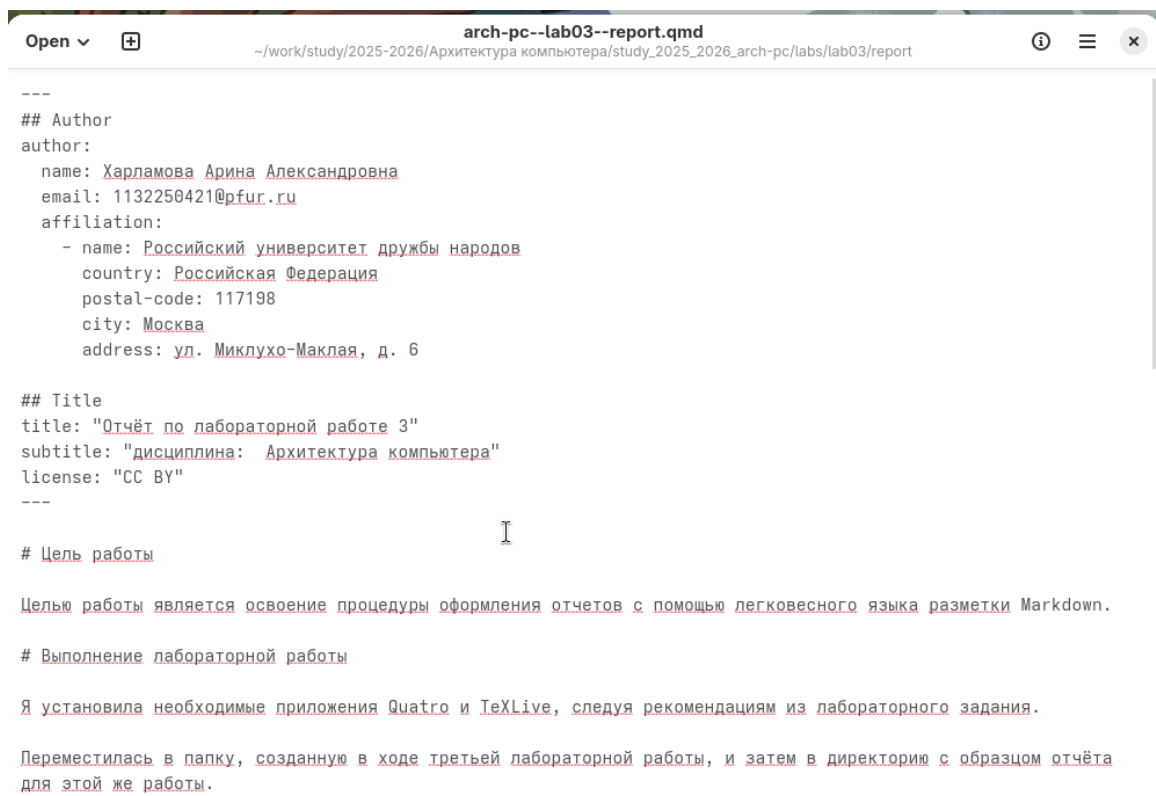 Open
arch-pc--lab03--report.qmd
~/work/study/2025-2026/Архитектура компьютера/study_2025_2026_arch-pc/labs/lab03/report
---
## Author
author:
  name: Харламова Арина Александровна
  email: 1132250421@pfur.ru
  affiliation:
    - name: Российский университет дружбы народов
      country: Российская Федерация
      postal-code: 117198
      city: Москва
      address: ул. Миклухо-Маклая, д. 6

## Title
title: "Отчёт по лабораторной работе 3"
subtitle: "дисциплина:  Архитектура компьютера"
license: "CC BY"
---

# Цель работы

Целью работы является освоение процедуры оформления отчетов с помощью легковесного языка разметки Markdown.

# Выполнение лабораторной работы

Я установила необходимые приложения Quatro и TeXLive, следуя рекомендациям из лабораторного задания.

Переместилась в папку, созданную в ходе третьей лабораторной работы, и затем в директорию с образцом отчёта
для этой же работы.